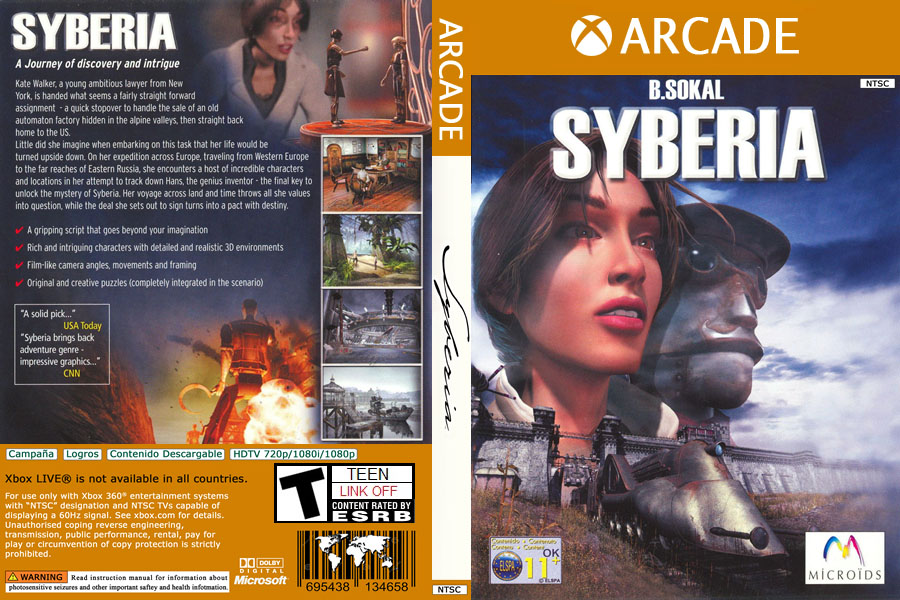 SYBERIA
A Journey of discovery and intrigue
Kate Walker, a young ambitious lawyer from New
York, is handed what seems a fairly straight forward
assignment - a quick stopover to handle the sale of an old
automaton factory hidden in the alpine valleys, then straight back
home to the US.
Little did she imagine when embarking on this task that her life would be
turned upside down. On her expedition across Europe, traveling from Western Europe
to the far reaches of Eastern Russia, she encounters a host of incredible characters
and locations in her attempt to track down Hans, the genius inventor - the final key to
unlock the mystery of Syberia. Her voyage across land and time throws all she values
into question, while the deal she sets out to sign turns into a pact with destiny.
A gripping script that goes beyond your imagination
Rich and intriguing characters with detailed and realistic 3D environments
Film-like camera angles, movements and framing
Original and creative puzzles (completely integrated in the scenario)
"A solid pick..."
USA Today
"Syberia brings back
adventure genre -
impressive graphics..."
CNN
Campaña Logros Contenido Descargable HDTV 720p/1080i/1080p
Xbox LIVE® is not available in all countries.
For use only with Xbox 360® entertainment systems
with "NTSC" designation and NTSC TVs capable of
displaying a 60Hz signal. See xbox.com for details.
Unauthorised coping reverse engineering,
transmission, public performance, rental, pay for
play or circumvention of copy protection is strictly
prohibited.
WARNING Read instruction manual for information about
photosensitive seizures and other important saftey and health infotmation.
DOLBY
DIGITAL
Microsoft
T
TEEN
LINK OFF
CONTENT RATED BY
ESRB
695438 134658
ARCADE
Syberia
NTSC
ARCADE
NTSC
B.SOKAL
SYBERIA
Contenido · Contenuto
Contens · Content
ELSPA
11+
OK
© ELSPA
MICROÏDS